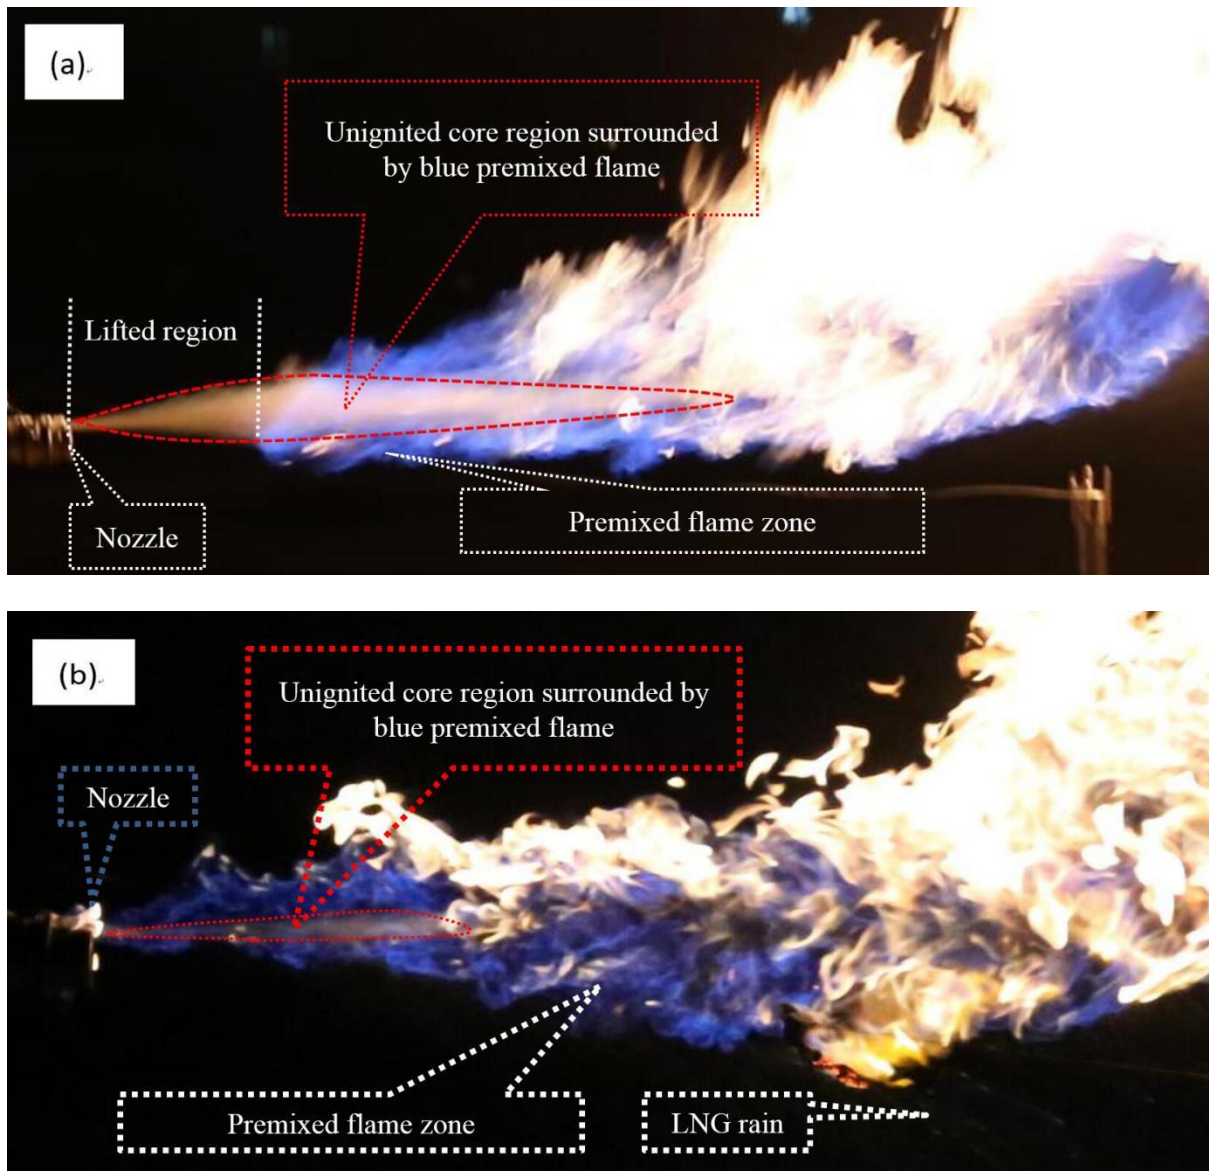 (a)
Unignited core region surrounded
by blue premixed flame
Lifted region
Nozzle
Premixed flame zone
(b)
Unignited core region surrounded by
blue premixed flame
Nozzle
Premixed flame zone
LNG rain